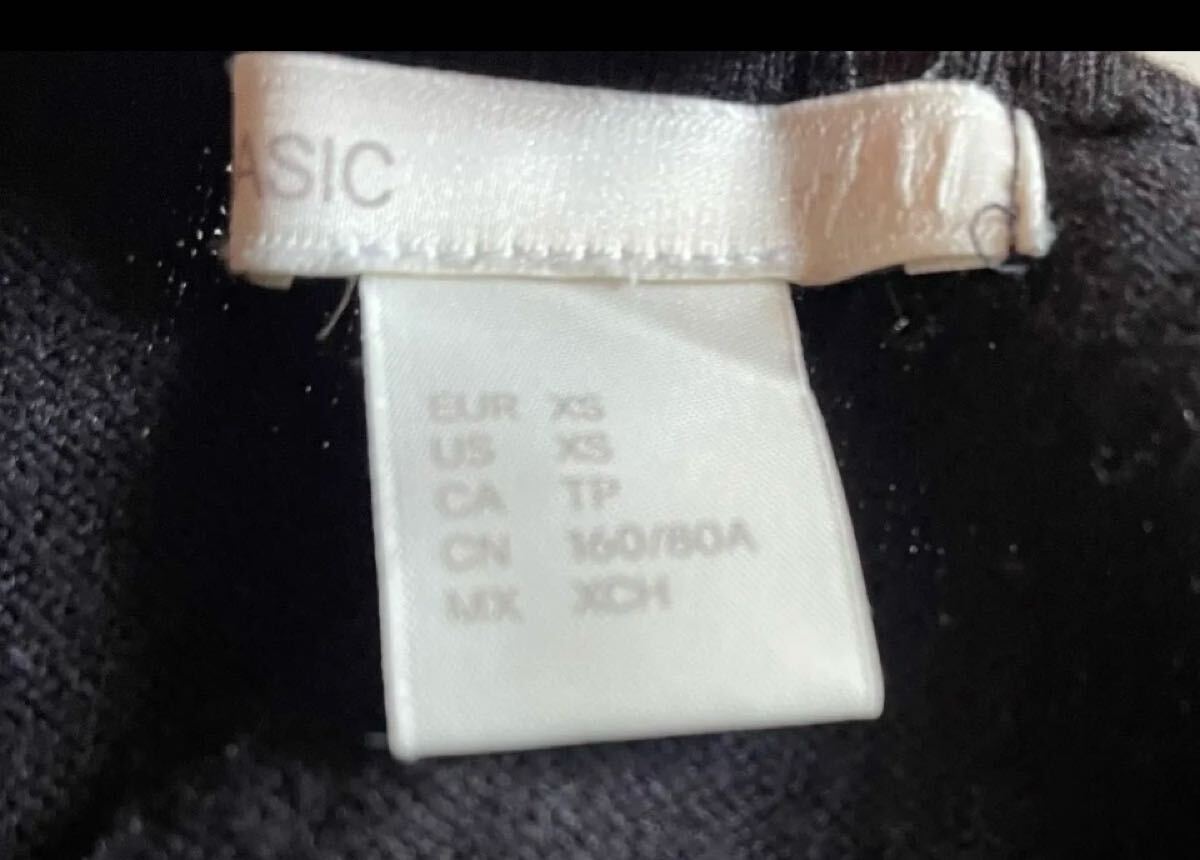 ASIC
EUR XS
US XS
CA TP
CN 160/80A
MX XCH